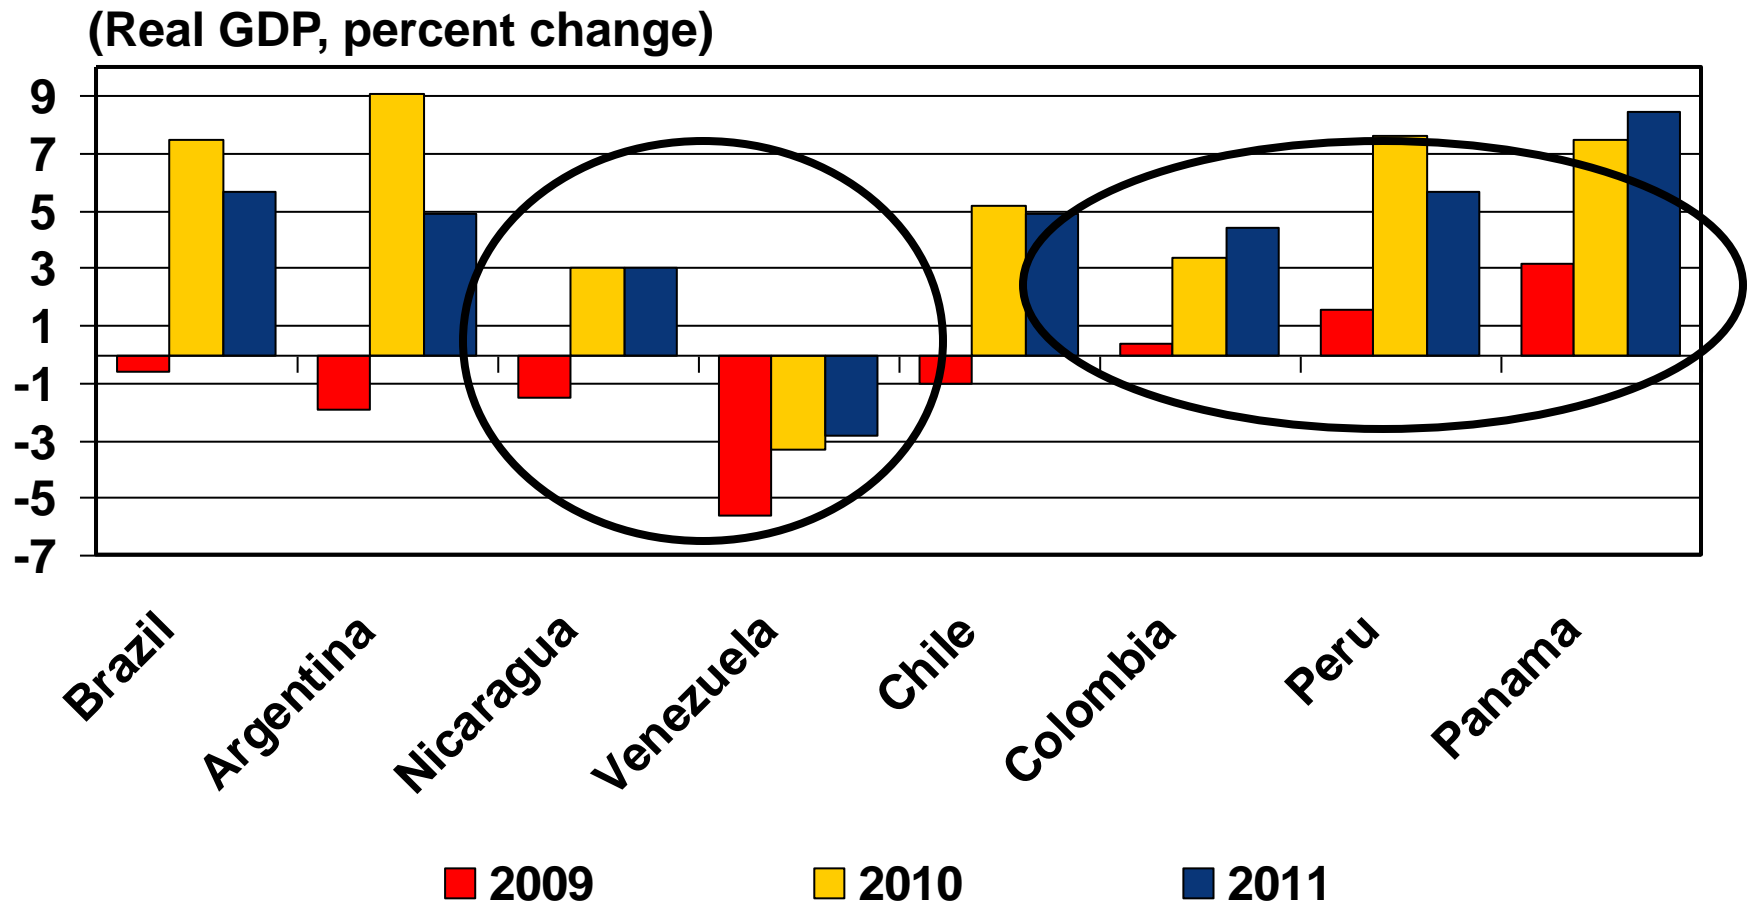 (Real GDP, percent change)
9
7
5
3
1
-1
-3
-5
-7
Brazil
Argentina
Nicaragua
Venezuela
Chile
Colombia
Peru
Panama
2009 2010 2011